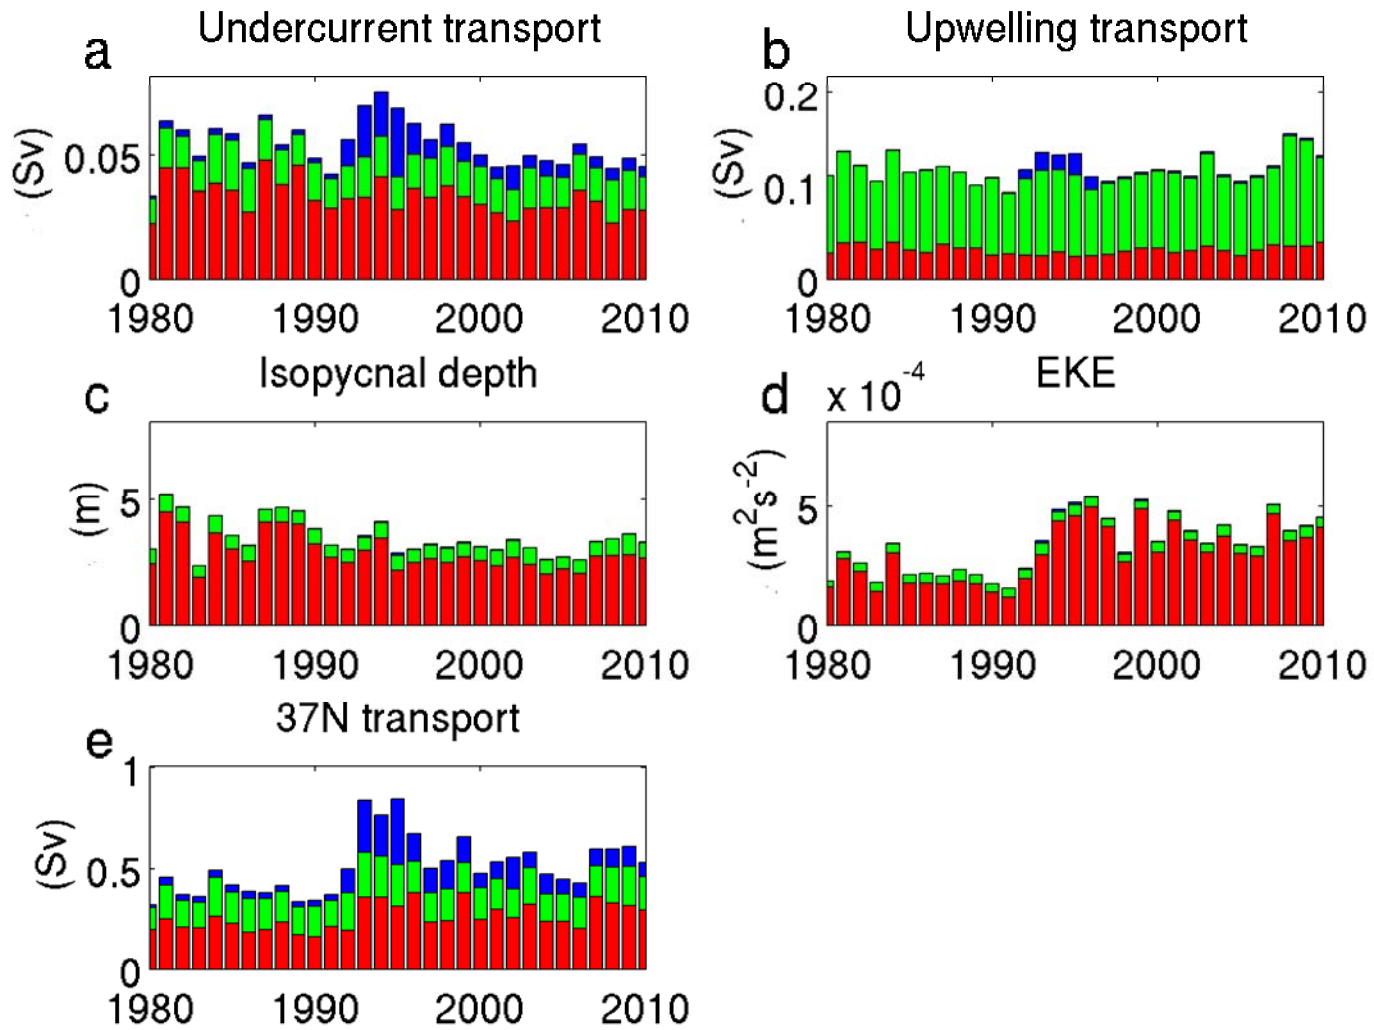 a
Undercurrent transport
(Sv)
0.05
0
1980 1990 2000 2010
b
Upwelling transport
(Sv)
0.2
0.1
0
1980 1990 2000 2010
c
Isopycnal depth
(m)
5
0
1980 1990 2000 2010
d
x 10⁻⁴
EKE
(m²s⁻²)
5
0
1980 1990 2000 2010
e
37N transport
(Sv)
1
0.5
0
1980 1990 2000 2010